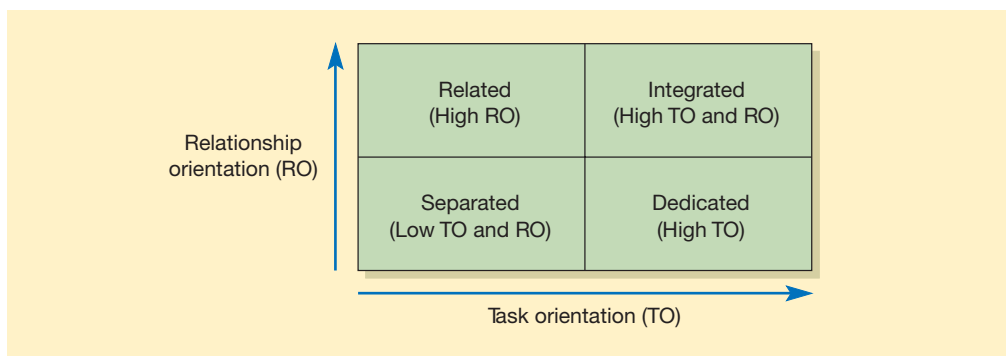 Related
(High RO)
Integrated
(High TO and RO)
Relationship
orientation (RO)
Separated
(Low TO and RO)
Dedicated
(High TO)
Task orientation (TO)